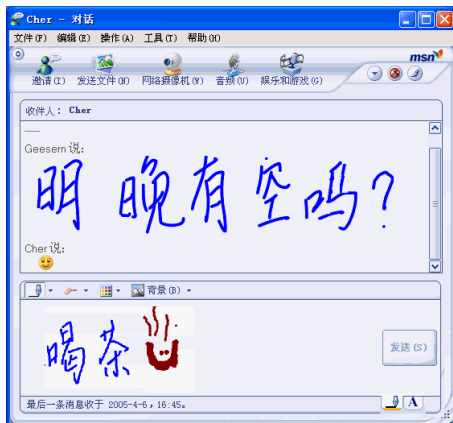 Cher - 对话
文件(F) 编辑(E) 操作(A) 工具(T) 帮助(H)
msn
邀请(I) 发送文件(N) 网络摄像机(W) 音频(U) 娱乐和游戏(G)
收件人: Cher
Geesem 说:
明晚有空吗?
Cher 说:
背景(B)
喝茶
发送(S)
最后一条消息收于 2005-4-6，16:45。
A